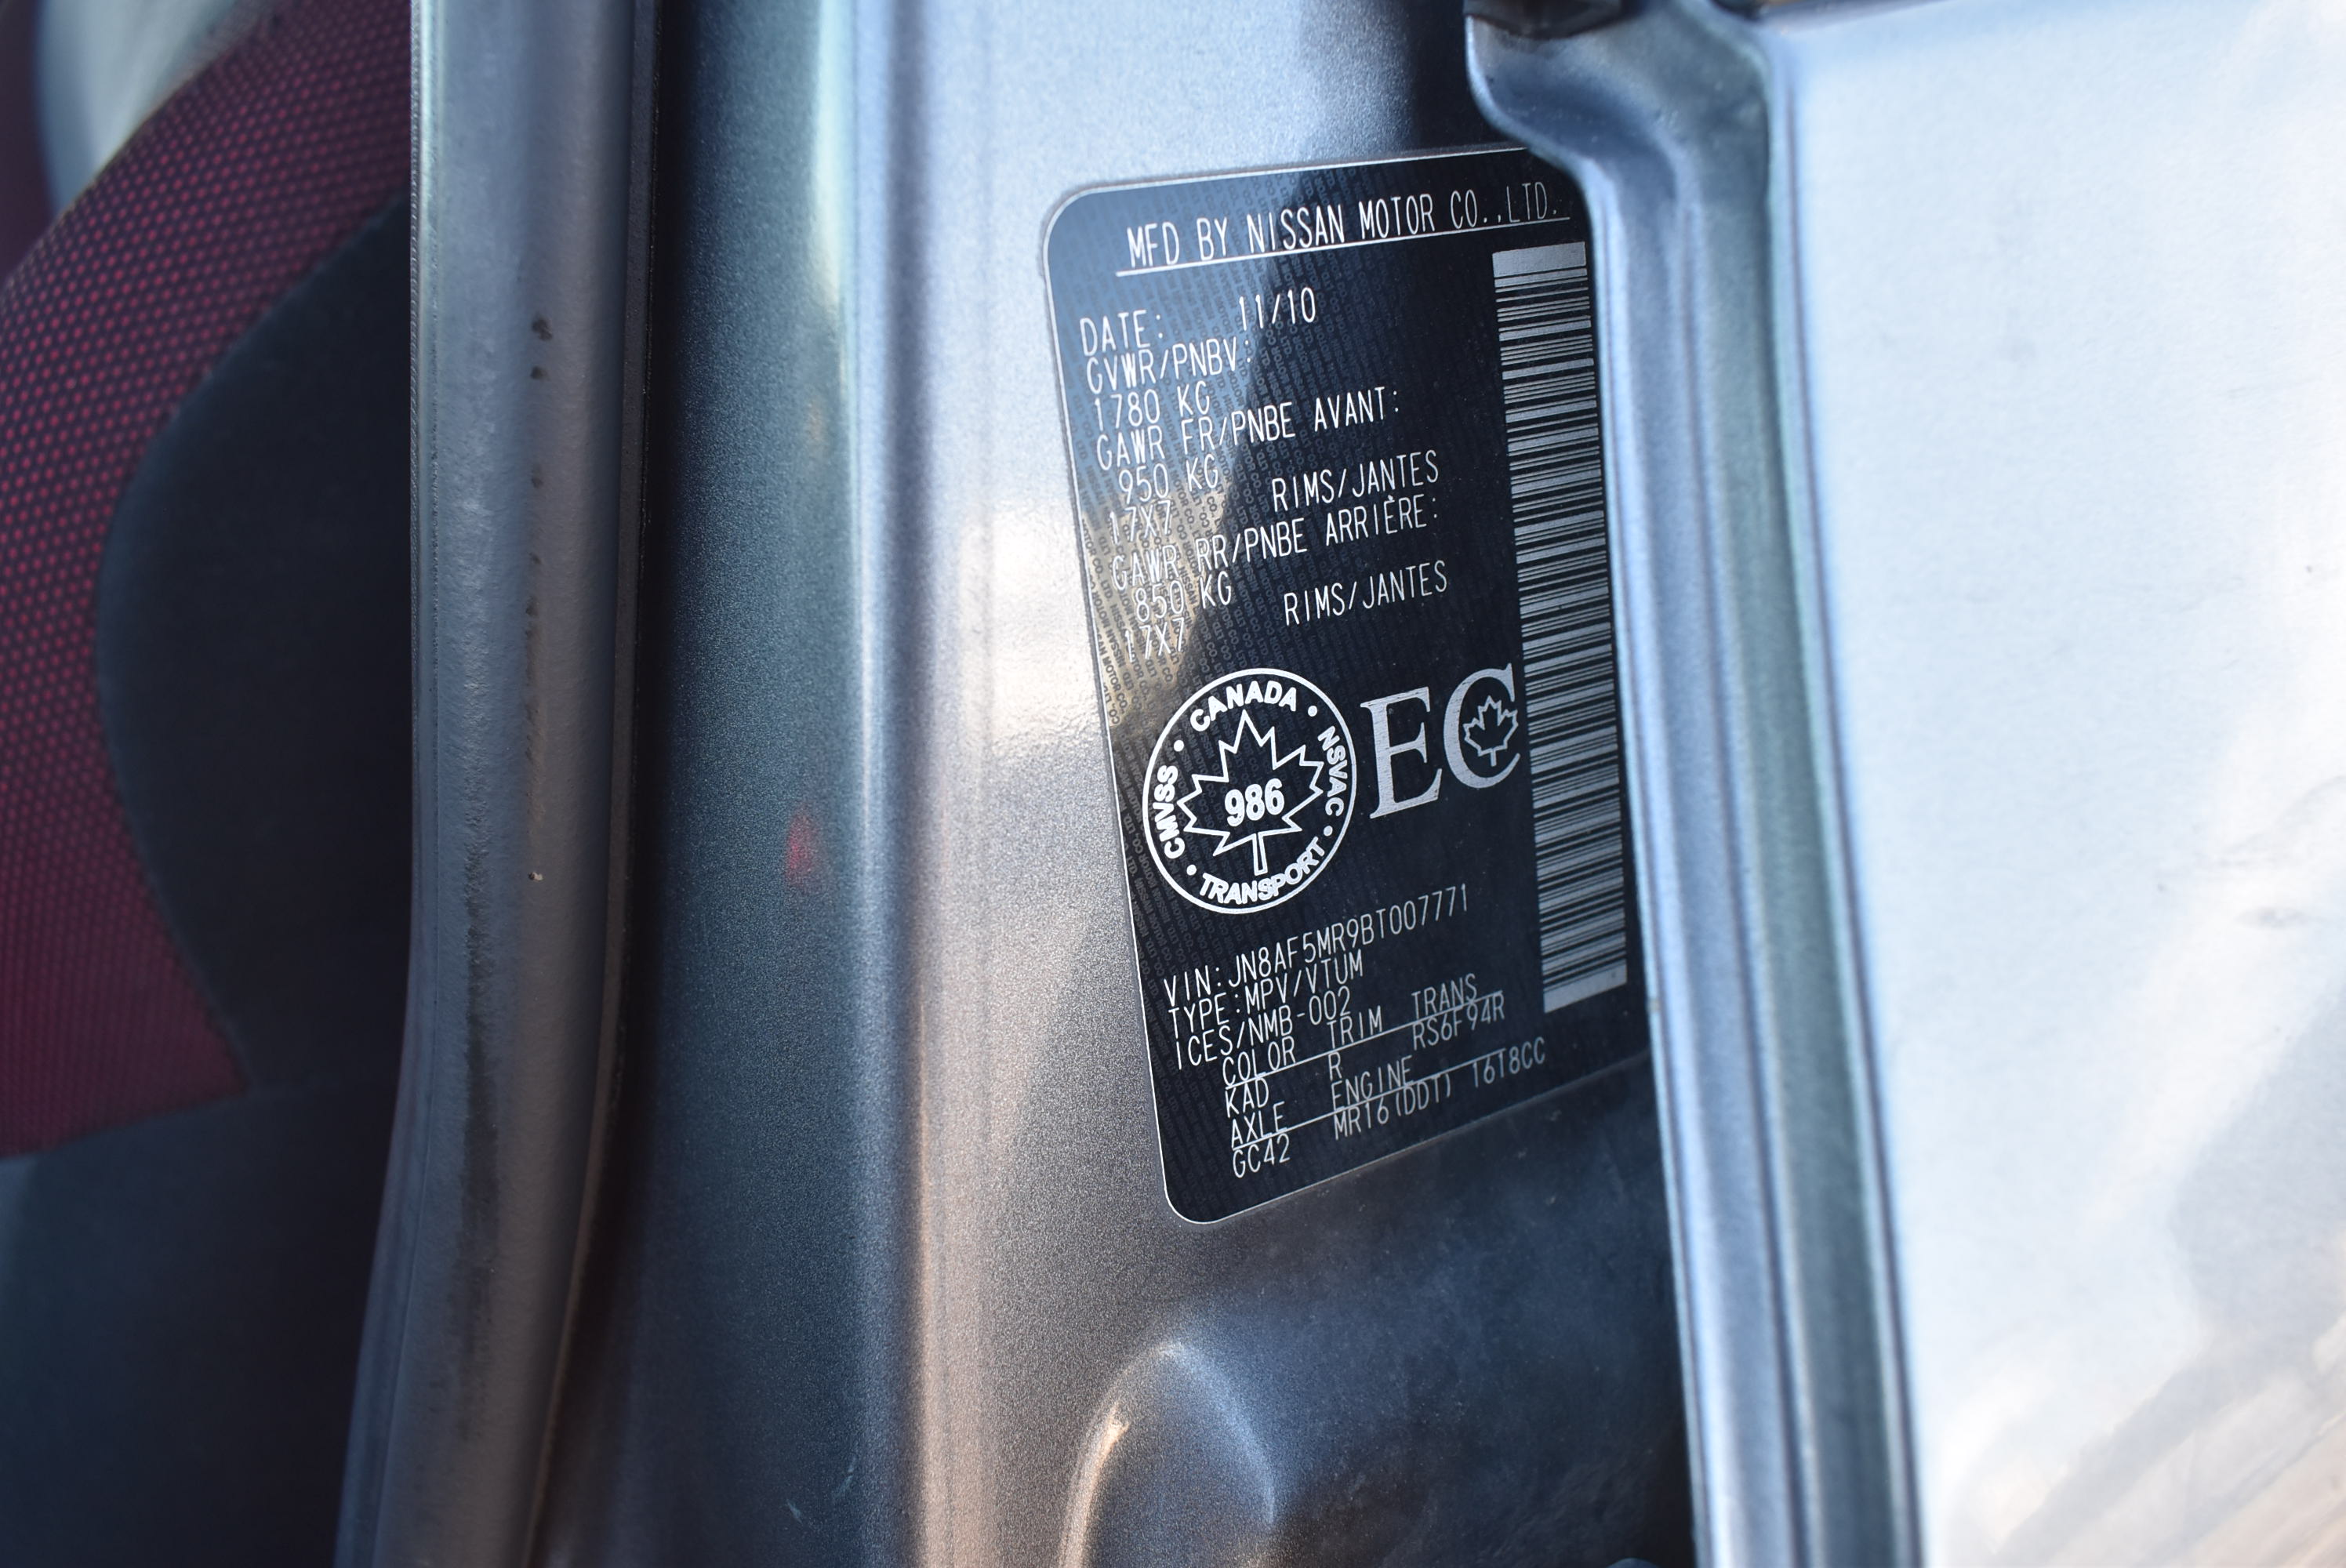 MFD BY NISSAN MOTOR CO.,LTD.
DATE: 11/10
GVWR/PNBV:
1780 KG
GAWR FR/PNBE AVANT:
950 KG RIMS/JANTES
17X7
GAWR RR/PNBE ARRIÈRE:
850 KG RIMS/JANTES
17X7
CANADA • NSVAC • TRANSPORT • CMVSS •
986
EC
VIN:JN8AF5MR9BT007771
TYPE:MPV/VTUM
ICES/NMB-002
COLOR TRIM TRANS
KAD R RS6F94R
AXLE ENGINE
GC42 MR16(DDT) 1618CC